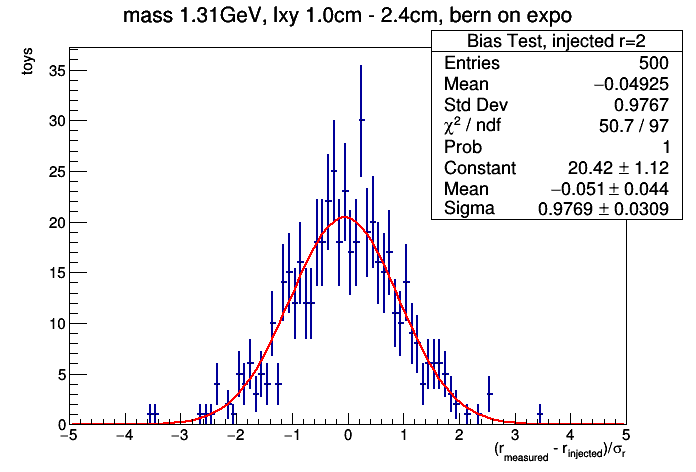 mass 1.31GeV, lxy 1.0cm - 2.4cm, bern on expo
Bias Test, injected r=2
Entries 500
Mean −0.04925
Std Dev 0.9767
χ² / ndf 50.7 / 97
Prob 1
Constant 20.42 ± 1.12
Mean −0.051 ± 0.044
Sigma 0.9769 ± 0.0309
toys
35
30
25
20
15
10
5
0
−5 −4 −3 −2 −1 0 1 2 3 4 5
(r_measured - r_injected)/σ_r